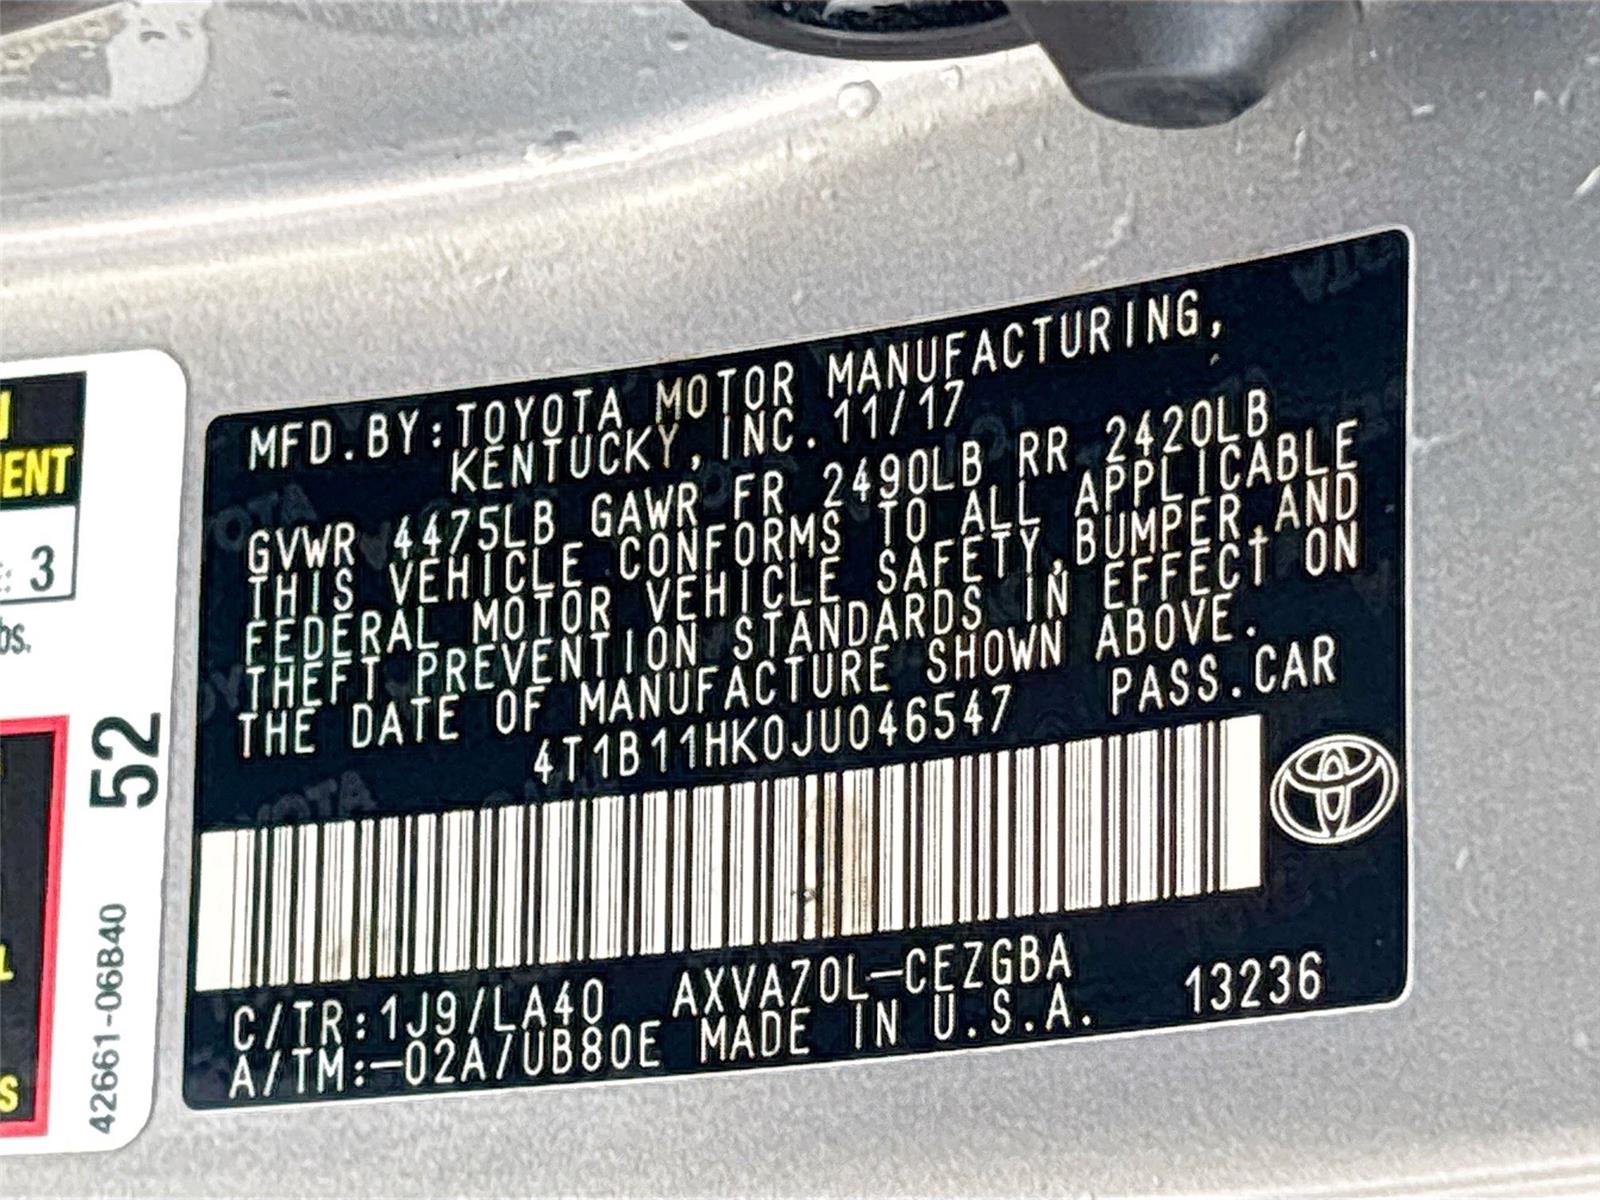 MFD.BY:TOYOTA MOTOR MANUFACTURING,
KENTUCKY,INC.11/17
GVWR 4475LB GAWR FR 2490LB RR 2420LB
THIS VEHICLE CONFORMS TO ALL APPLICABLE
FEDERAL MOTOR VEHICLE SAFETY,BUMPER,AND
THEFT PREVENTION STANDARDS IN EFFECT ON
THE DATE OF MANUFACTURE SHOWN ABOVE.
4T1B11HK0JU046547 PASS.CAR
C/TR:1J9/LA40 AXVA70L-CEZGBA 13236
A/TM:-02A/UB80E MADE IN U.S.A.
3
52
42661-06B40